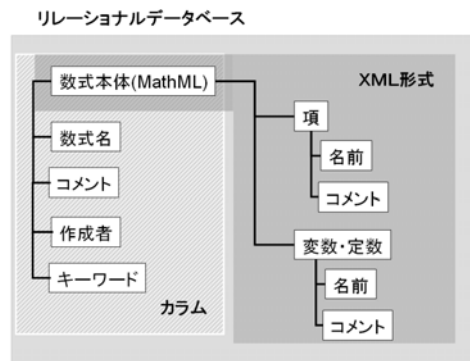 リレーショナルデータベース
数式本体(MathML)
XML形式
項
数式名
名前
コメント
コメント
作成者
変数・定数
キーワード
名前
カラム
コメント